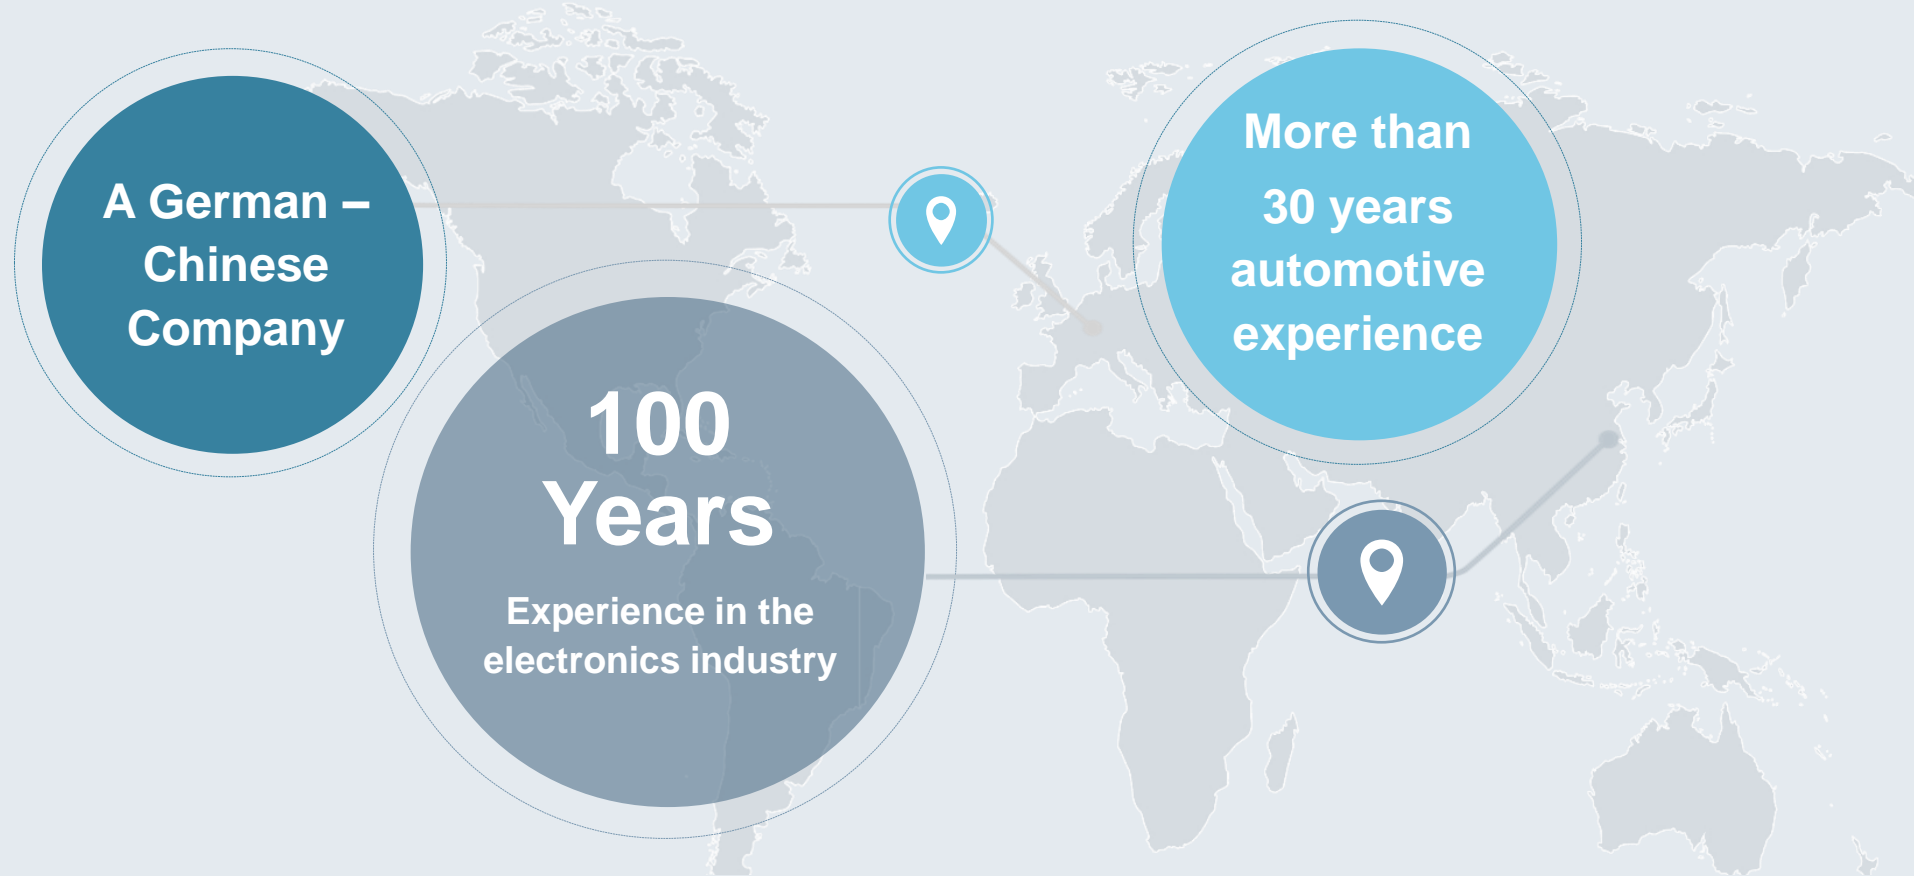 A German –
Chinese
Company
100
Years
Experience in the
electronics industry
More than
30 years
automotive
experience